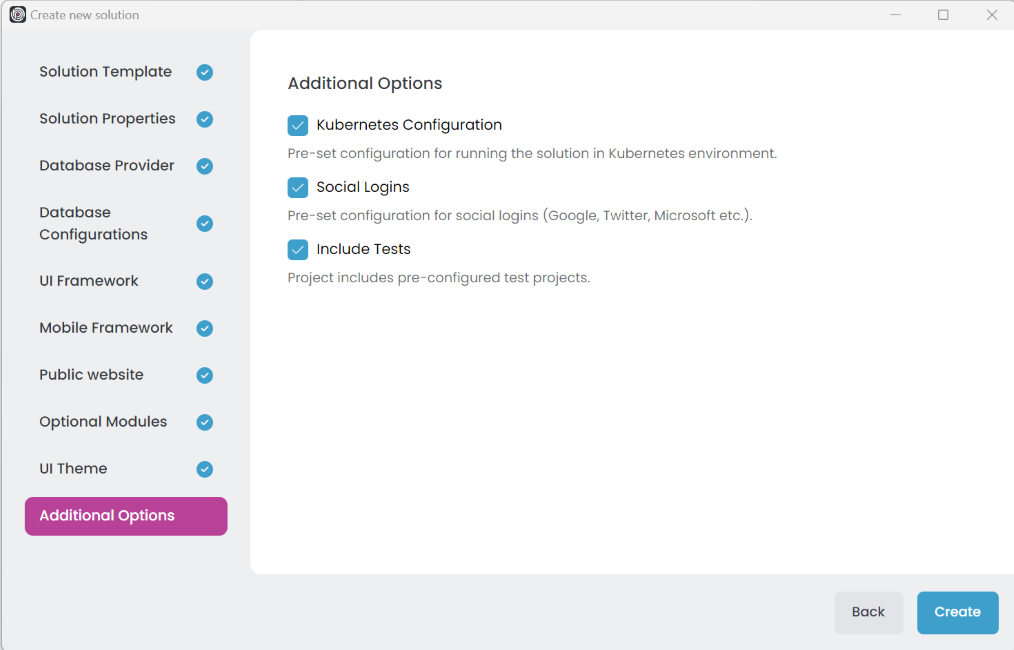 Create new solution
Solution Template
Solution Properties
Database Provider
Database
Configurations
UI Framework
Mobile Framework
Public website
Optional Modules
UI Theme
Additional Options
Additional Options
Kubernetes Configuration
Pre-set configuration for running the solution in Kubernetes environment.
Social Logins
Pre-set configuration for social logins (Google, Twitter, Microsoft etc.).
Include Tests
Project includes pre-configured test projects.
Back
Create